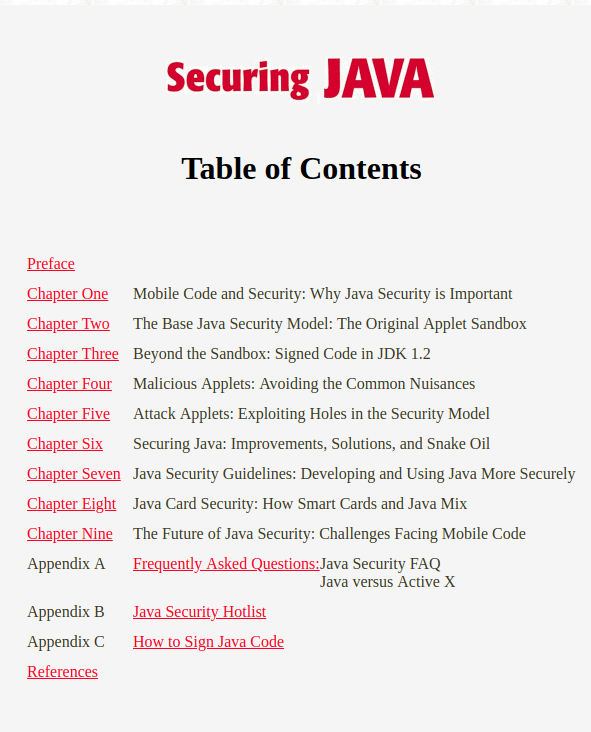 Securing JAVA
Table of Contents
Preface
Chapter One Mobile Code and Security: Why Java Security is Important
Chapter Two The Base Java Security Model: The Original Applet Sandbox
Chapter Three Beyond the Sandbox: Signed Code in JDK 1.2
Chapter Four Malicious Applets: Avoiding the Common Nuisances
Chapter Five Attack Applets: Exploiting Holes in the Security Model
Chapter Six Securing Java: Improvements, Solutions, and Snake Oil
Chapter Seven Java Security Guidelines: Developing and Using Java More Securely
Chapter Eight Java Card Security: How Smart Cards and Java Mix
Chapter Nine The Future of Java Security: Challenges Facing Mobile Code
Appendix A Frequently Asked Questions: Java Security FAQ
Java versus Active X
Appendix B Java Security Hotlist
Appendix C How to Sign Java Code
References